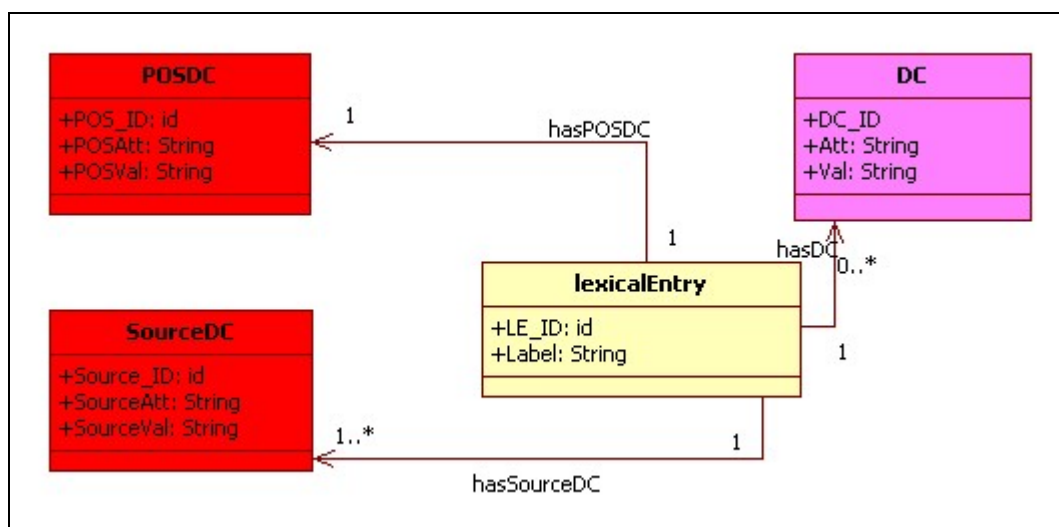 POSDC
+POS_ID: id
+POSAtt: String
+POSVal: String
1
hasPOSDC
1
DC
+DC_ID
+Att: String
+Val: String
hasDC
0..*
1
lexicalEntry
+LE_ID: id
+Label: String
SourceDC
+Source_ID: id
+SourceAtt: String
+SourceVal: String
1..*
1
hasSourceDC